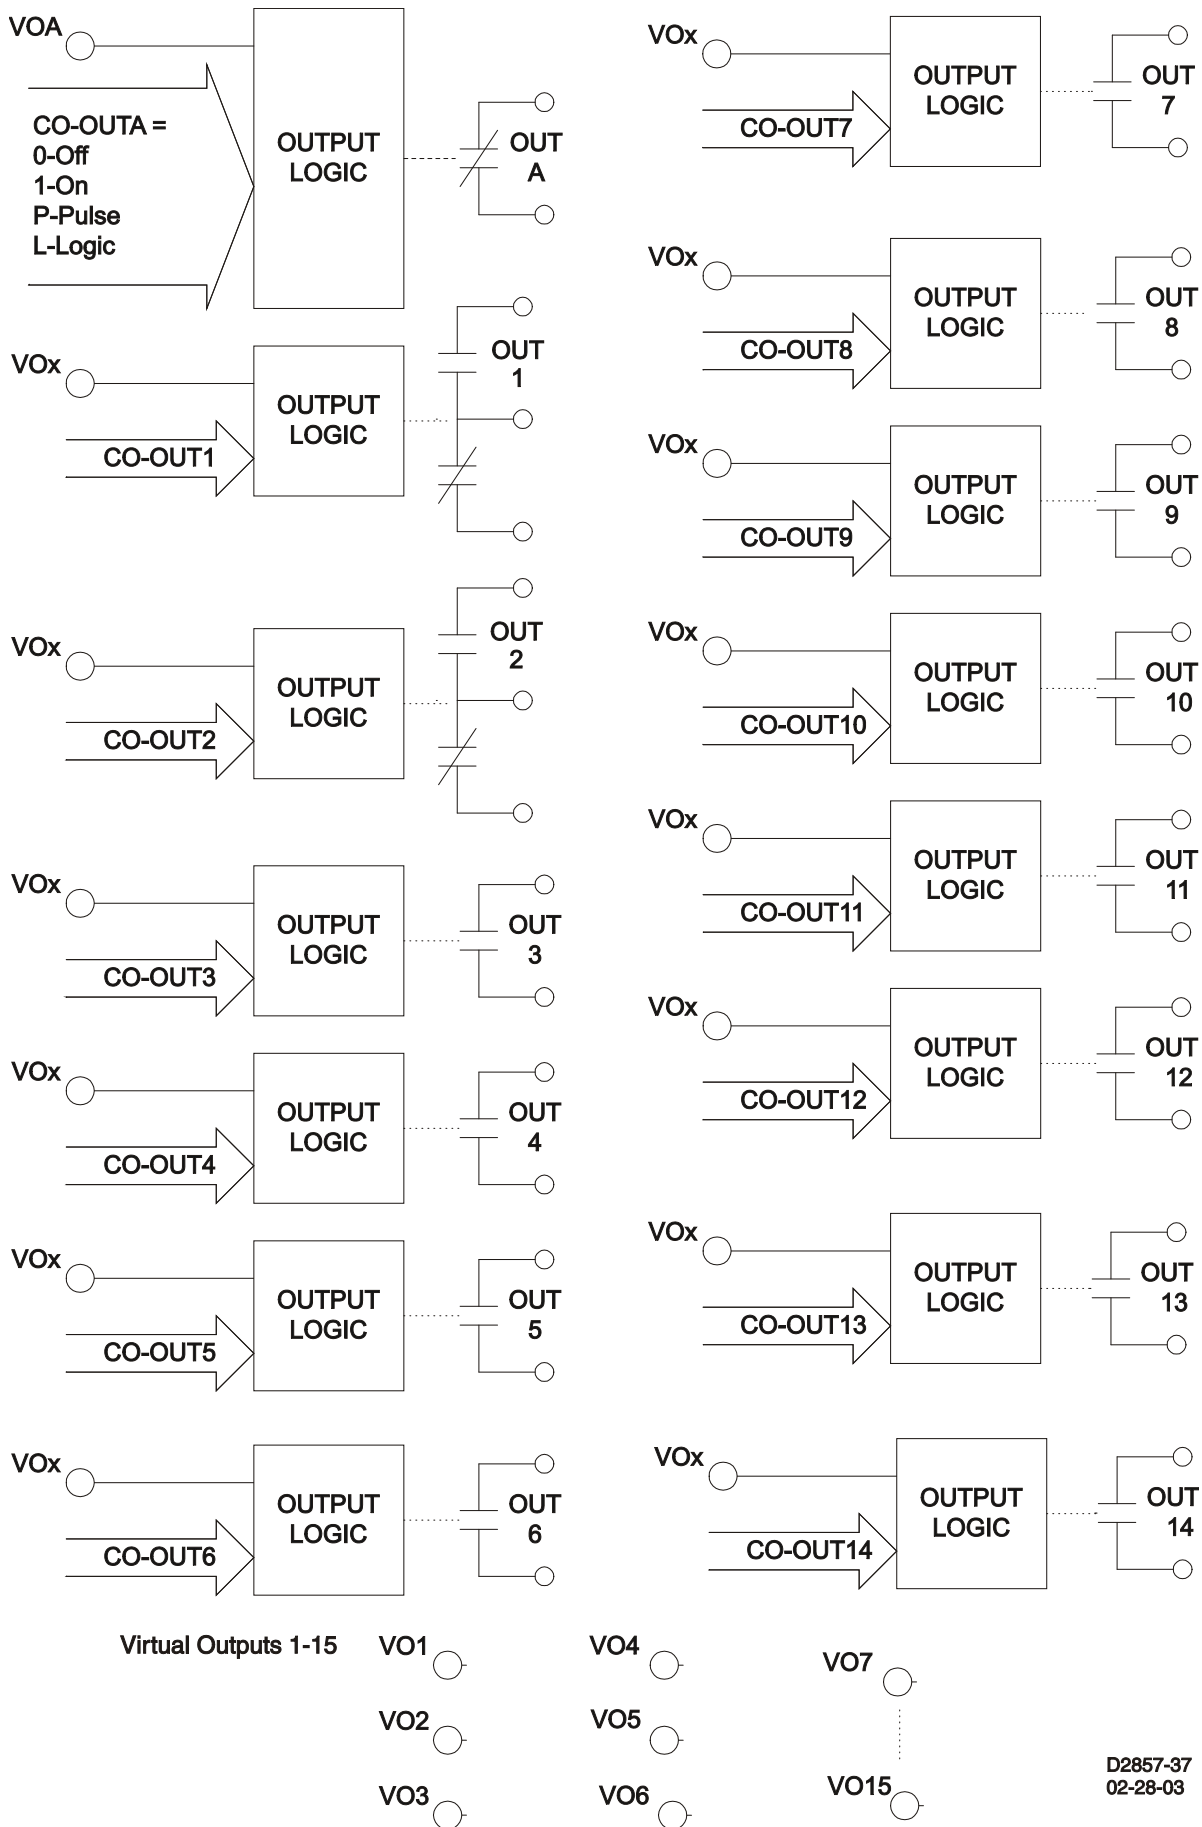 VOA
CO-OUTA =
0-Off
1-On
P-Pulse
L-Logic
OUTPUT
LOGIC
OUT
A
VOx
CO-OUT1
OUTPUT
LOGIC
OUT
1
VOx
CO-OUT2
OUTPUT
LOGIC
OUT
2
VOx
CO-OUT3
OUTPUT
LOGIC
OUT
3
VOx
CO-OUT4
OUTPUT
LOGIC
OUT
4
VOx
CO-OUT5
OUTPUT
LOGIC
OUT
5
VOx
CO-OUT6
OUTPUT
LOGIC
OUT
6
VOx
CO-OUT7
OUTPUT
LOGIC
OUT
7
VOx
CO-OUT8
OUTPUT
LOGIC
OUT
8
VOx
CO-OUT9
OUTPUT
LOGIC
OUT
9
VOx
CO-OUT10
OUTPUT
LOGIC
OUT
10
VOx
CO-OUT11
OUTPUT
LOGIC
OUT
11
VOx
CO-OUT12
OUTPUT
LOGIC
OUT
12
VOx
CO-OUT13
OUTPUT
LOGIC
OUT
13
VOx
CO-OUT14
OUTPUT
LOGIC
OUT
14
Virtual Outputs 1-15
VO1
VO2
VO3
VO4
VO5
VO6
VO7
VO15
D2857-37
02-28-03